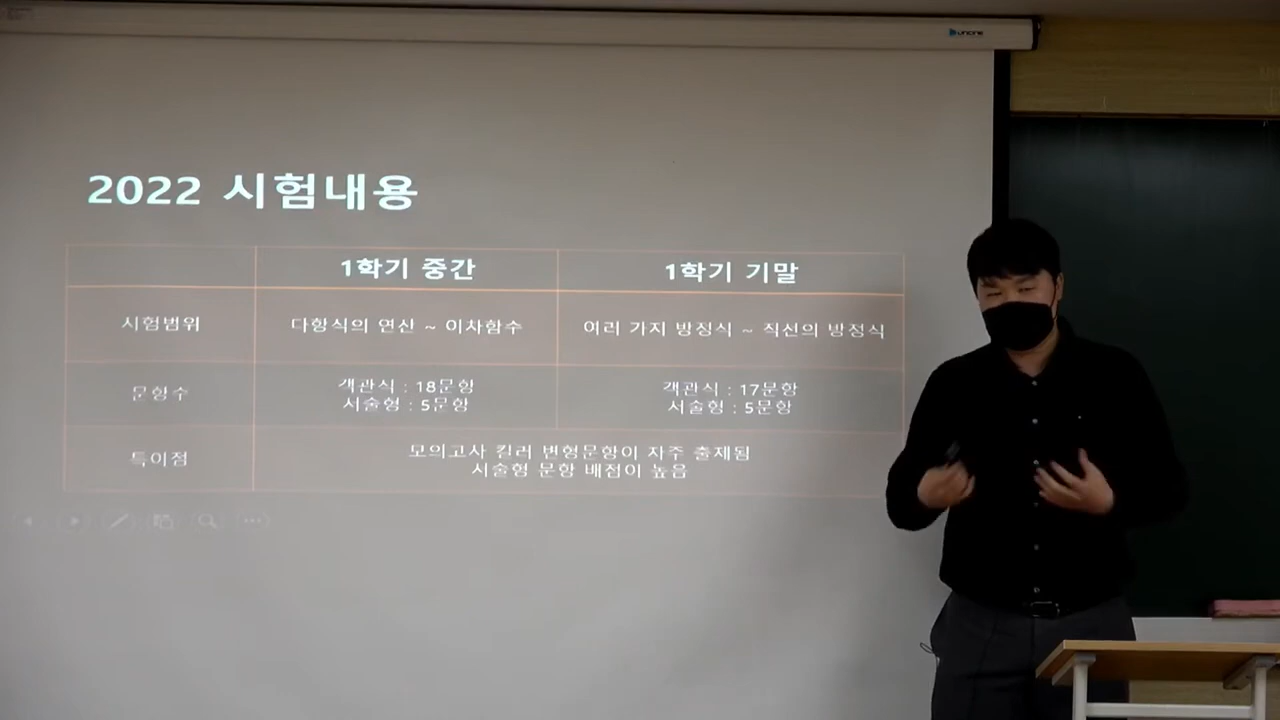 2022 시험내용
1학기 중간
1학기 기말
시험범위
다항식의 연산 ~ 이차함수
여러 가지 방정식 ~ 직선의 방정식
문항수
객관식 : 18문항
서술형 : 5문항
객관식 : 17문항
서술형 : 5문항
특이점
모의고사 킬러 변형문항이 자주 출제됨
서술형 문항 배점이 높음